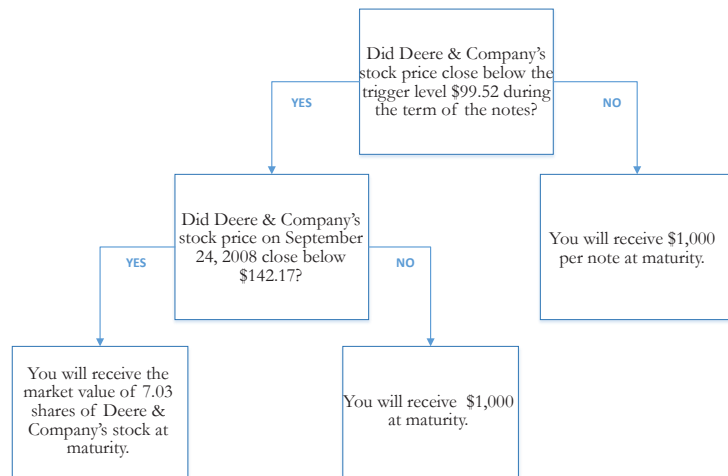 Did Deere & Company’s
stock price close below the
trigger level $99.52 during
the term of the notes?
YES
NO
Did Deere & Company’s
stock price on September
24, 2008 close below
$142.17?
You will receive $1,000
per note at maturity.
YES
NO
You will receive the
market value of 7.03
shares of Deere &
Company’s stock at
maturity.
You will receive $1,000
at maturity.